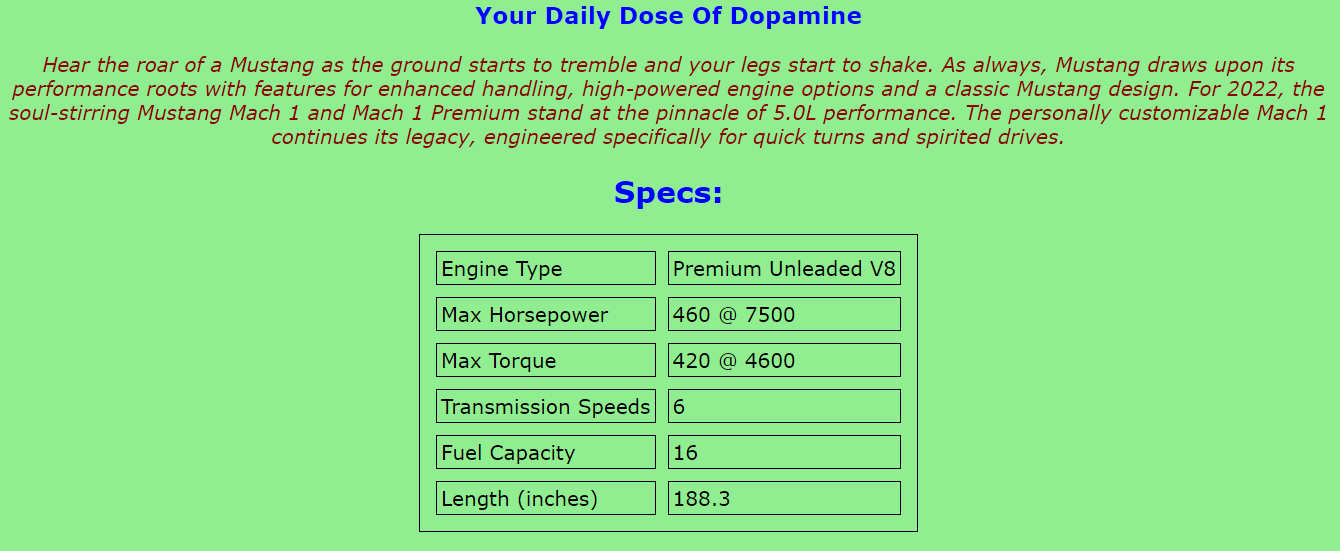 Your Daily Dose Of Dopamine
Hear the roar of a Mustang as the ground starts to tremble and your legs start to shake. As always, Mustang draws upon its
performance roots with features for enhanced handling, high-powered engine options and a classic Mustang design. For 2022, the
soul-stirring Mustang Mach 1 and Mach 1 Premium stand at the pinnacle of 5.0L performance. The personally customizable Mach 1
continues its legacy, engineered specifically for quick turns and spirited drives.
Specs:
Engine Type Premium Unleaded V8
Max Horsepower 460 @ 7500
Max Torque 420 @ 4600
Transmission Speeds 6
Fuel Capacity 16
Length (inches) 188.3